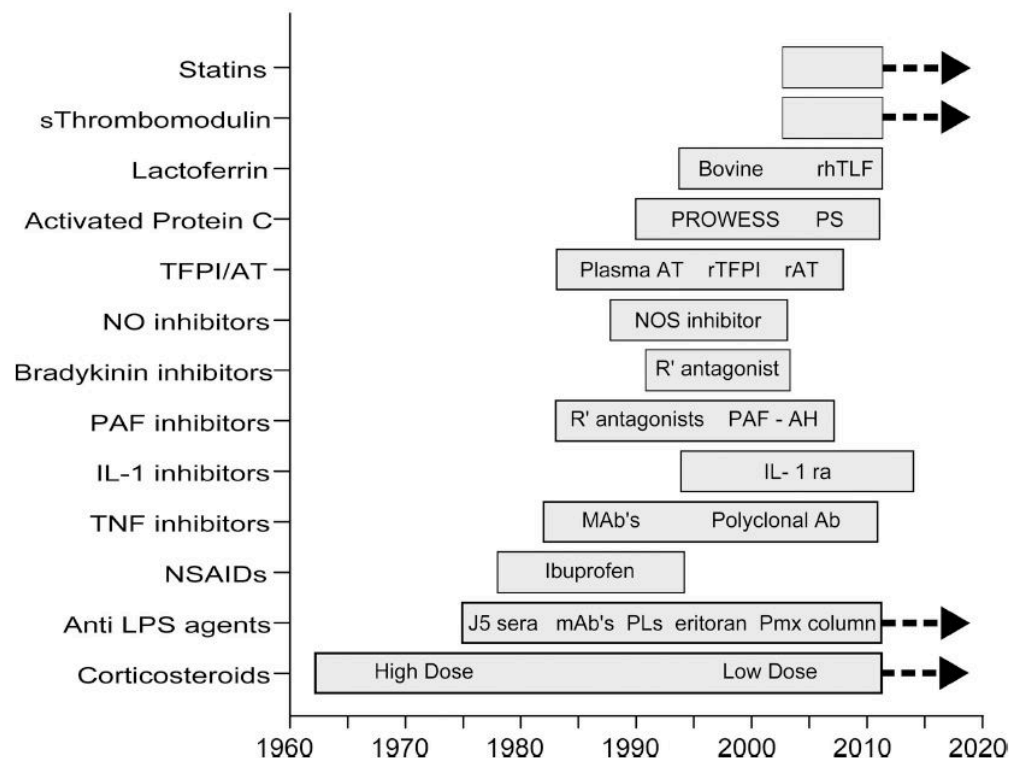 Statins
sThrombomodulin
Lactoferrin Bovine rhTLF
Activated Protein C PROWESS PS
TFPI/AT Plasma AT rTFPI rAT
NO inhibitors NOS inhibitor
Bradykinin inhibitors R' antagonist
PAF inhibitors R' antagonists PAF - AH
IL-1 inhibitors IL- 1 ra
TNF inhibitors MAb's Polyclonal Ab
NSAIDs Ibuprofen
Anti LPS agents J5 sera mAb's PLs eritoran Pmx column
Corticosteroids High Dose Low Dose
1960 1970 1980 1990 2000 2010 2020